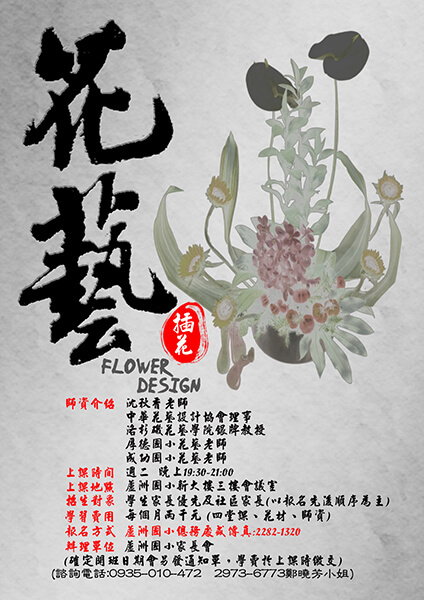 花藝
插花
FLOWER
DESIGN
師資介紹 沈秋香老師
中華花藝設計協會理事
洛杉磯花藝學院銀牌教授
厚德國小花藝老師
成功國小花藝老師
上課時間 週二 晚上19:30-21:00
上課地點 蘆洲國小新大樓三樓會議室
招生對象 學生家長優先及社區家長(以報名先後順序為主)
學習費用 每個月兩千元 (四堂課、花材、師資)
報名方式 蘆洲國小總務處或傳真:2282-1320
辦理單位 蘆洲國小家長會
(確定開班日期會另發通知單,學費於上課時繳交)
(諮詢電話:0935-010-472 2973-6773鄭曉芳小姐)